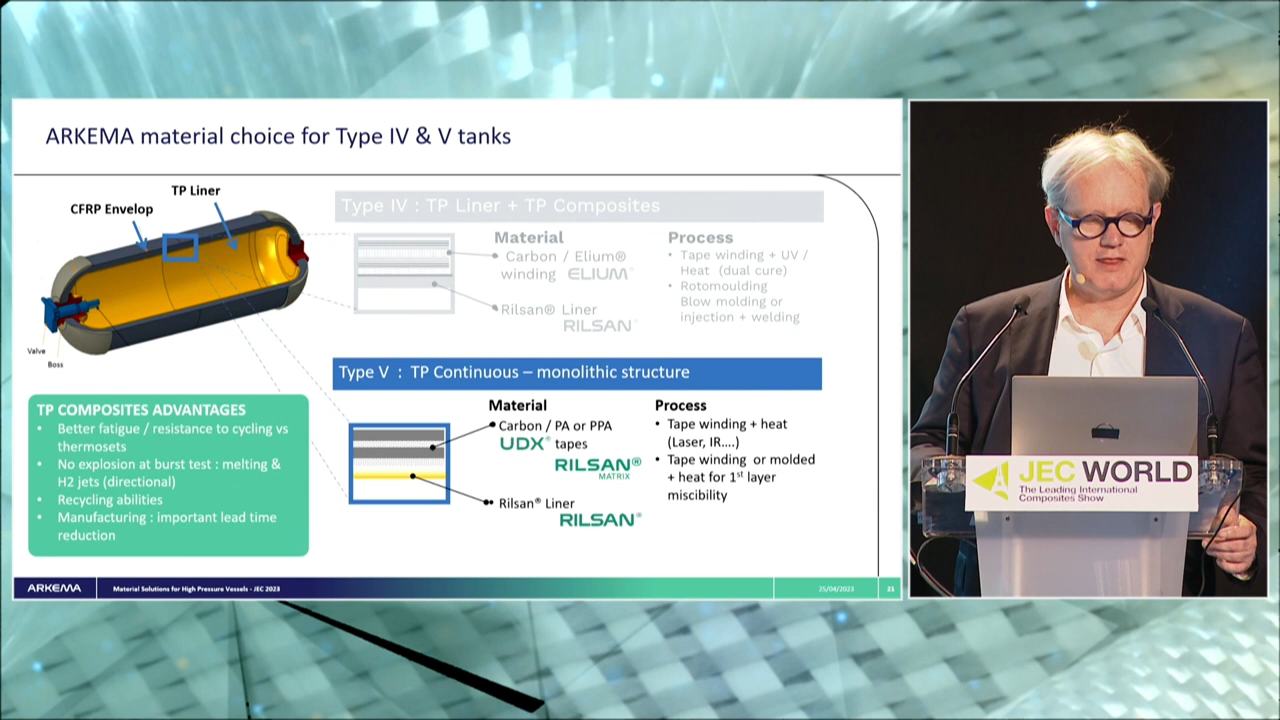 ARKEMA material choice for Type IV & V tanks
TP Liner
CFRP Envelop
Valve
Boss
Type IV : TP Liner + TP Composites
Material
Carbon / Elium®
winding ELIUM®
Rilsan® Liner
RILSAN®
Process
• Tape winding + UV /
Heat (dual cure)
• Rotomoulding
Blow molding or
injection + welding
TP COMPOSITES ADVANTAGES
• Better fatigue / resistance to cycling vs
thermosets
• No explosion at burst test : melting &
H2 jets (directional)
• Recycling abilities
• Manufacturing : important lead time
reduction
Type V : TP Continuous – monolithic structure
Material
Carbon / PA or PPA
UDX® tapes
RILSAN®
MATRIX
Rilsan® Liner
RILSAN®
Process
• Tape winding + heat
(Laser, IR....)
• Tape winding or molded
+ heat for 1st layer
miscibility
ARKEMA
Material Solutions for High Pressure Vessels - JEC 2023
25/04/2023
21
JEC WORLD
The Leading International
Composites Show